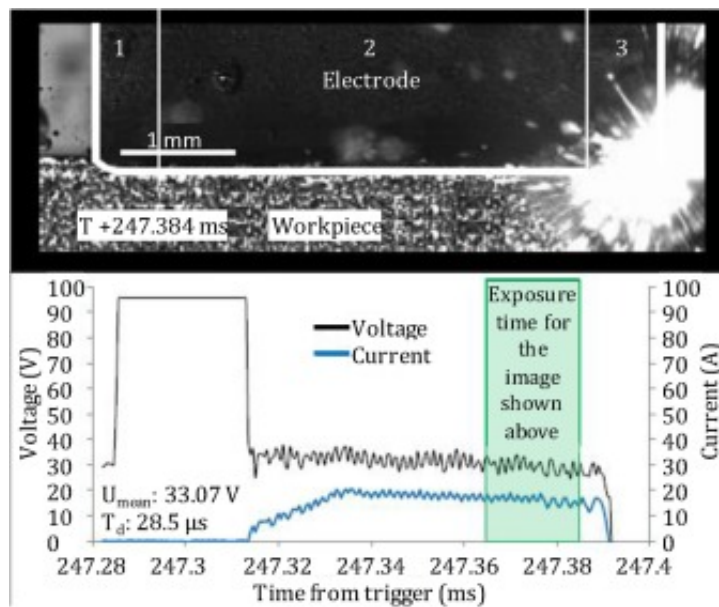 1
2
3
Electrode
1 mm
T +247.384 ms
Workpiece
100
90
80
70
60
50
40
30
20
10
0
Voltage (V)
Voltage
Current
Exposure
time for
the
image
shown
above
U_mean: 33.07 V
T_d: 28.5 µs
100
90
80
70
60
50
40
30
20
10
0
Current (A)
247.28
247.3
247.32
247.34
247.36
247.38
247.4
Time from trigger (ms)